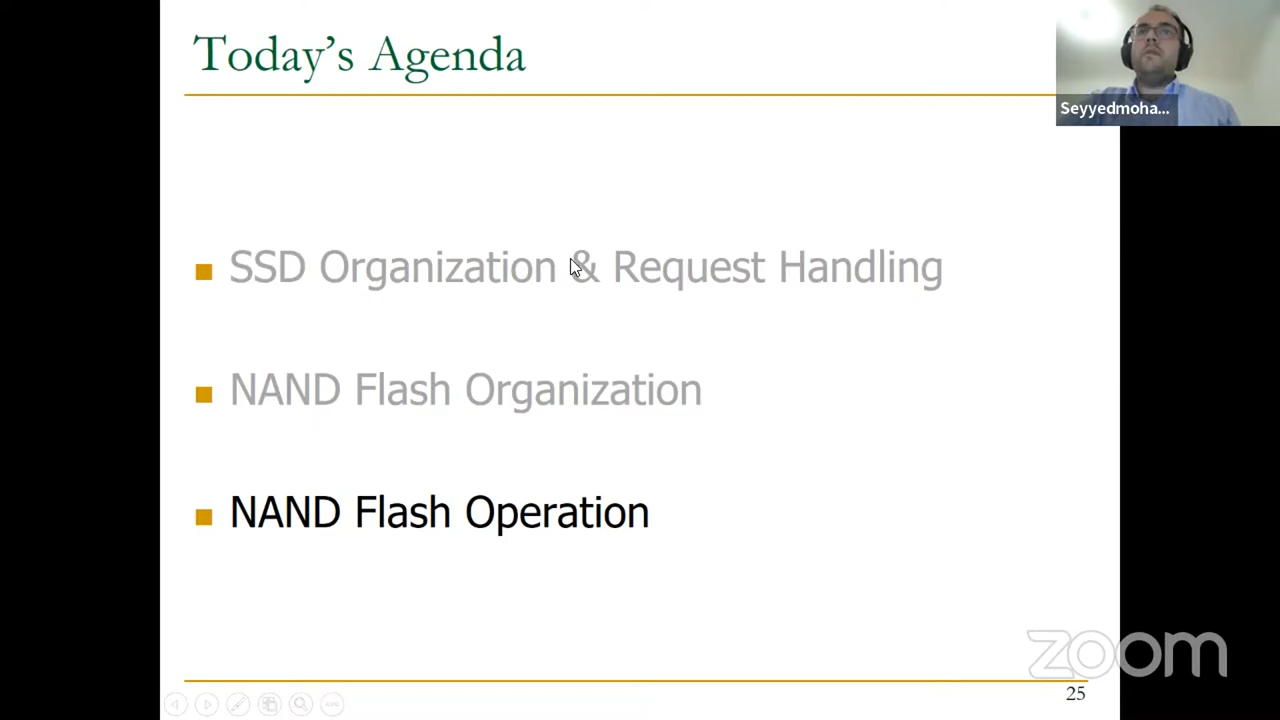 Today's Agenda
Seyyedmoha...
SSD Organization & Request Handling
NAND Flash Organization
NAND Flash Operation
zoom
25